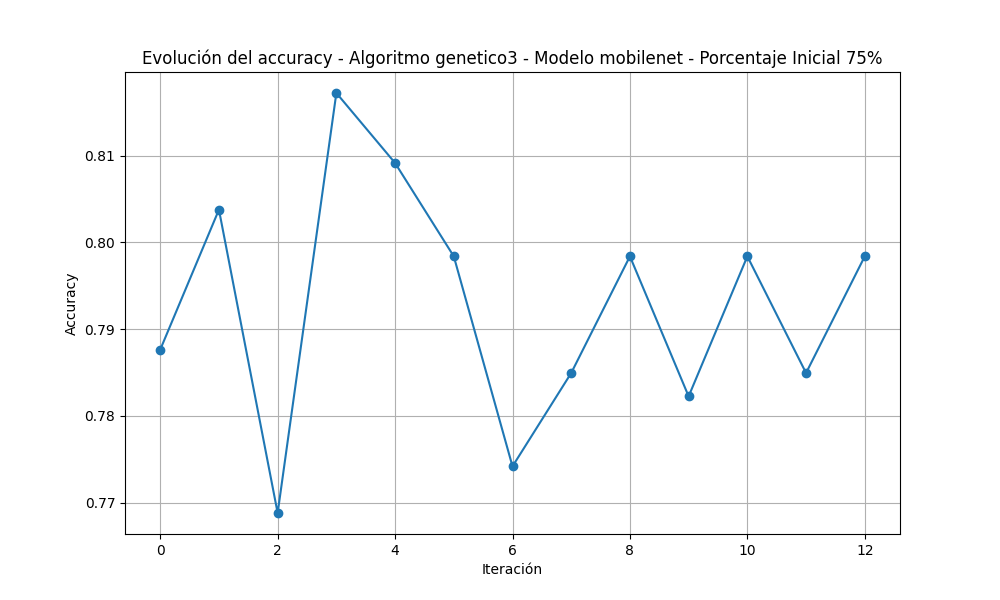 Evolución del accuracy - Algoritmo genetico3 - Modelo mobilenet - Porcentaje Inicial 75%
0.81
0.80
0.79
0.78
0.77
Accuracy
0 2 4 6 8 10 12
Iteración